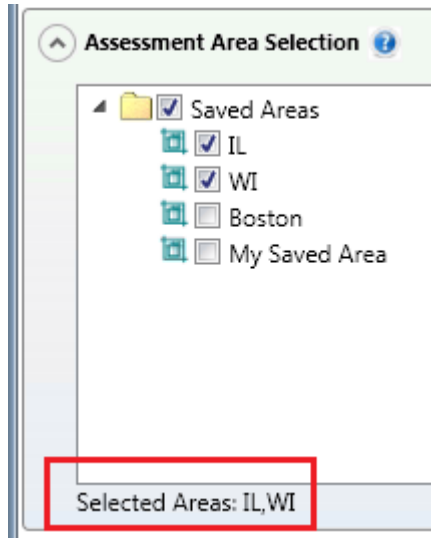 Assessment Area Selection ?
Saved Areas
IL
WI
Boston
My Saved Area
Selected Areas: IL,WI